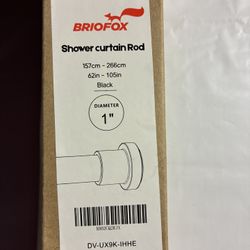 BRIOFOX
Shower curtain Rod
157cm - 266cm
62in - 105in
Black
DIAMETER
1"
DV-UX9K-IHHE